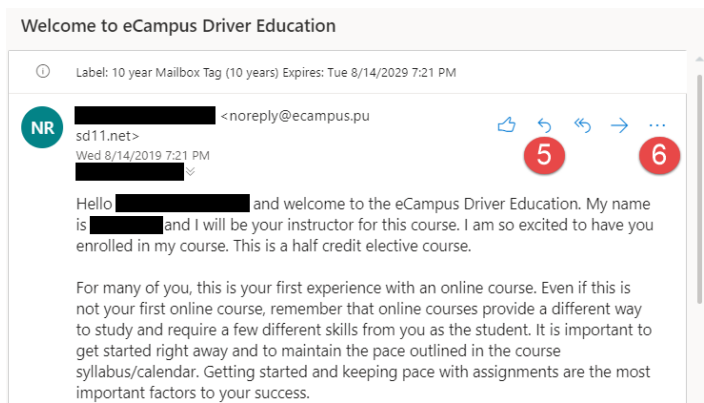 Welcome to eCampus Driver Education
Label: 10 year Mailbox Tag (10 years) Expires: Tue 8/14/2029 7:21 PM
NR
<noreply@ecampus.pu
sd11.net>
Wed 8/14/2019 7:21 PM
5
6
Hello and welcome to the eCampus Driver Education. My name
is and I will be your instructor for this course. I am so excited to have you
enrolled in my course. This is a half credit elective course.
For many of you, this is your first experience with an online course. Even if this is
not your first online course, remember that online courses provide a different way
to study and require a few different skills from you as the student. It is important to
get started right away and to maintain the pace outlined in the course
syllabus/calendar. Getting started and keeping pace with assignments are the most
important factors to your success.